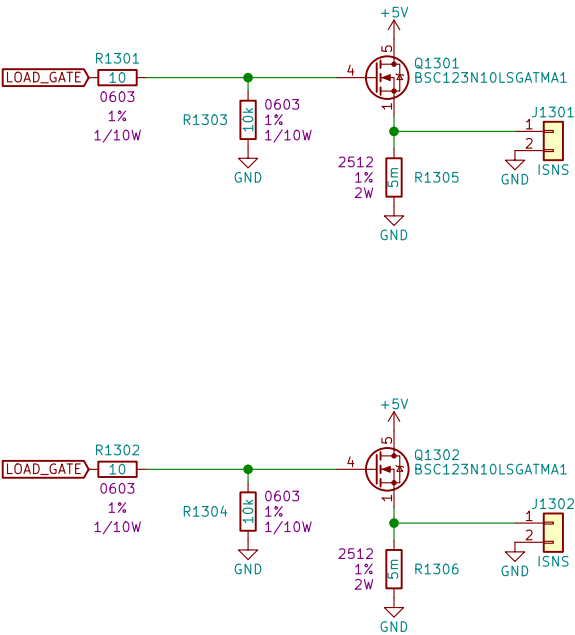 +5V
R1301
LOAD_GATE
10
0603
1%
1/10W
R1303
10k
0603
1%
1/10W
GND
5
4
1
Q1301
BSC123N10LSGATMA1
2512
1%
2W
5m
R1305
GND
J1301
1
2
GND
ISNS
+5V
R1302
LOAD_GATE
10
0603
1%
1/10W
R1304
10k
0603
1%
1/10W
GND
5
4
1
Q1302
BSC123N10LSGATMA1
2512
1%
2W
5m
R1306
GND
J1302
1
2
GND
ISNS